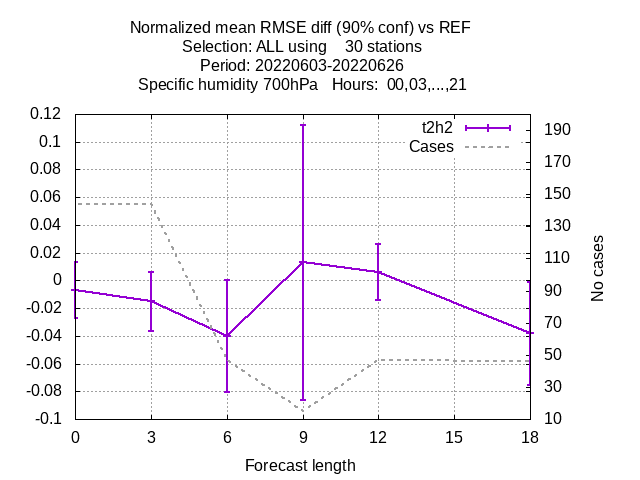 Normalized mean RMSE diff (90% conf) vs REF
Selection: ALL using    30 stations
Period: 20220603-20220626
Specific humidity 700hPa   Hours:  00,03,...,21
t2h2
Cases
0.12
0.1
0.08
0.06
0.04
0.02
0
-0.02
-0.04
-0.06
-0.08
-0.1
190
170
150
130
110
90
70
50
30
10
No cases
0 3 6 9 12 15 18
Forecast length